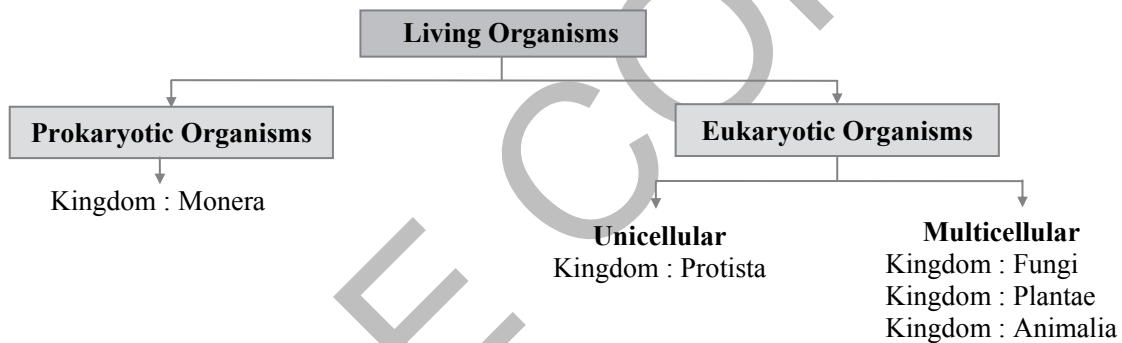 Living Organisms
Prokaryotic Organisms
Eukaryotic Organisms
Kingdom : Monera
Unicellular
Kingdom : Protista
Multicellular
Kingdom : Fungi
Kingdom : Plantae
Kingdom : Animalia